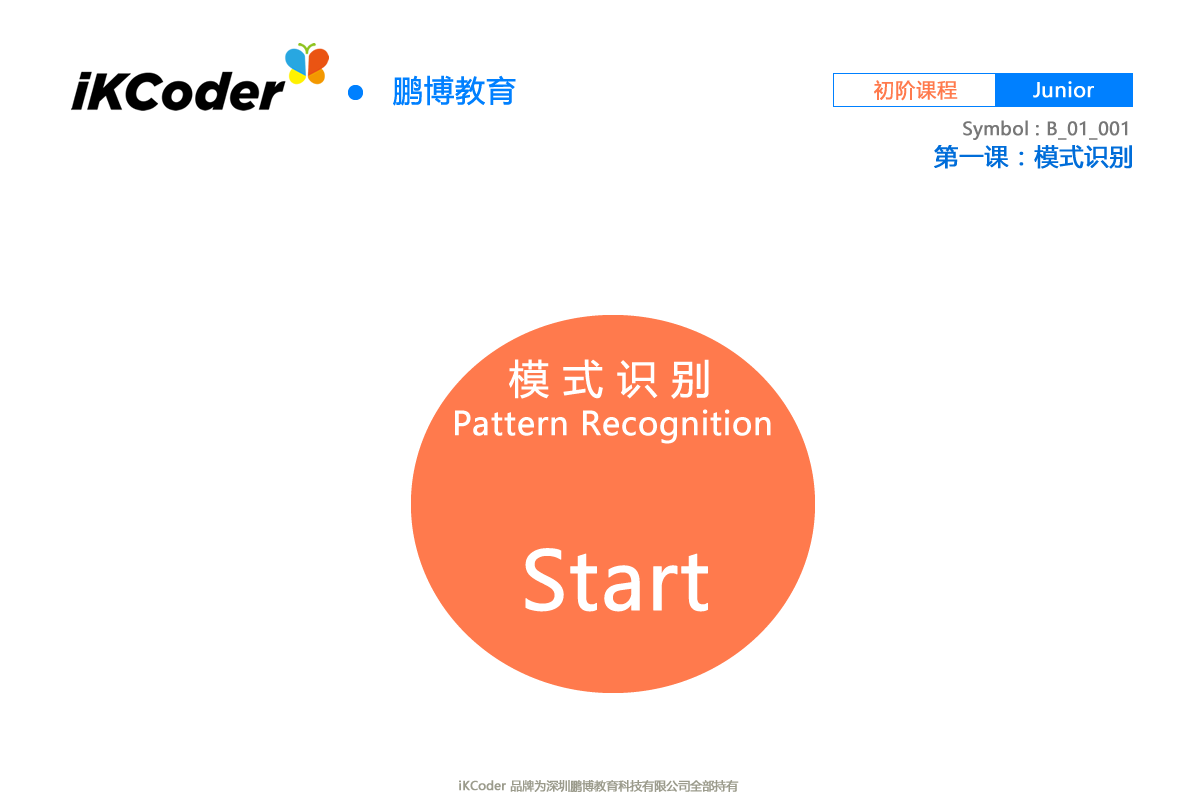 iKCoder • 鹏博教育
初阶课程 Junior
Symbol : B_01_001
第一课：模式识别
模式识别
Pattern Recognition
Start
iKCoder 品牌为深圳鹏博教育科技有限公司全部持有